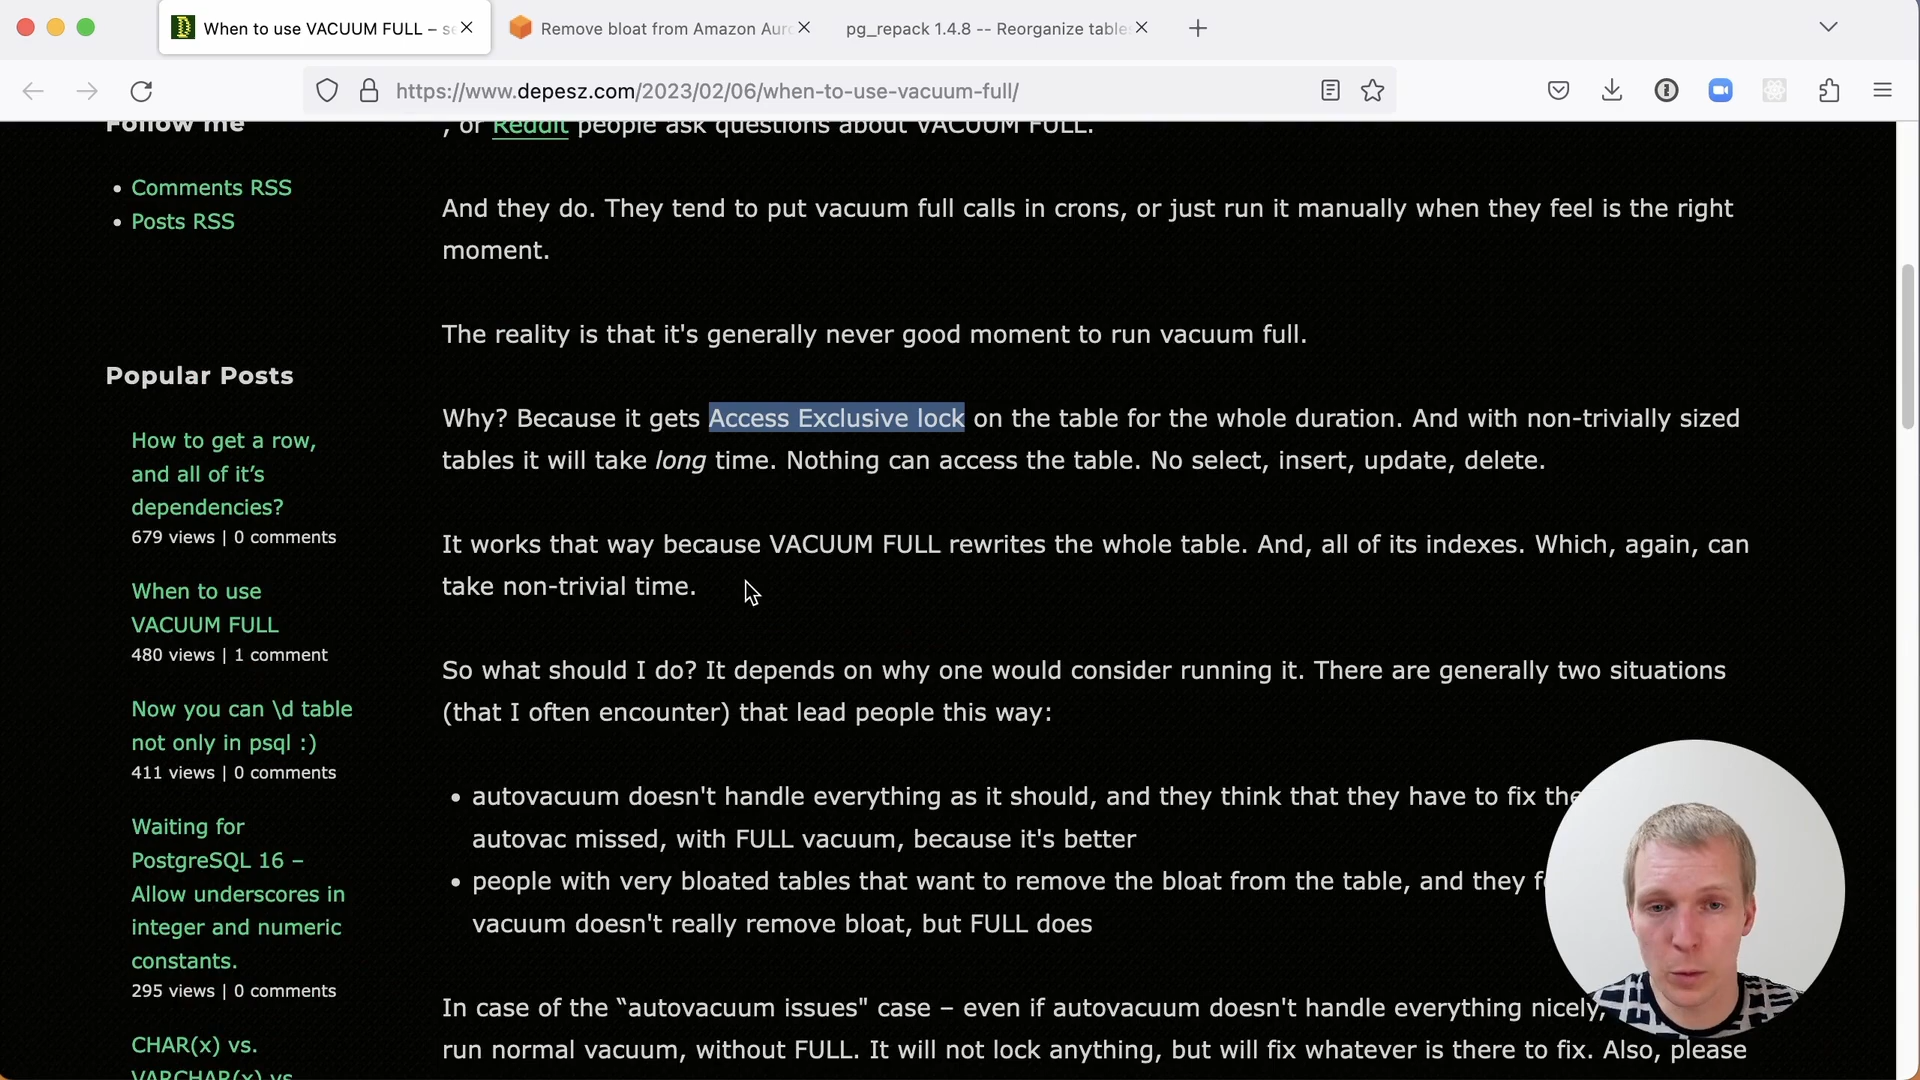 When to use VACUUM FULL – se
Remove bloat from Amazon Auro
pg_repack 1.4.8 -- Reorganize tables
https://www.depesz.com/2023/02/06/when-to-use-vacuum-full/
Follow me
Comments RSS
Posts RSS
Popular Posts
How to get a row,
and all of it’s
dependencies?
679 views | 0 comments
When to use
VACUUM FULL
480 views | 1 comment
Now you can \d table
not only in psql :)
411 views | 0 comments
Waiting for
PostgreSQL 16 –
Allow underscores in
integer and numeric
constants.
295 views | 0 comments
CHAR(x) vs.
VARCHAR(x) vs.
, or Reddit people ask questions about VACUUM FULL.
And they do. They tend to put vacuum full calls in crons, or just run it manually when they feel is the right
moment.
The reality is that it's generally never good moment to run vacuum full.
Why? Because it gets Access Exclusive lock on the table for the whole duration. And with non-trivially sized
tables it will take long time. Nothing can access the table. No select, insert, update, delete.
It works that way because VACUUM FULL rewrites the whole table. And, all of its indexes. Which, again, can
take non-trivial time.
So what should I do? It depends on why one would consider running it. There are generally two situations
(that I often encounter) that lead people this way:
autovacuum doesn't handle everything as it should, and they think that they have to fix the
autovac missed, with FULL vacuum, because it's better
people with very bloated tables that want to remove the bloat from the table, and they
vacuum doesn't really remove bloat, but FULL does
In case of the “autovacuum issues" case – even if autovacuum doesn't handle everything nicely,
run normal vacuum, without FULL. It will not lock anything, but will fix whatever is there to fix. Also, please